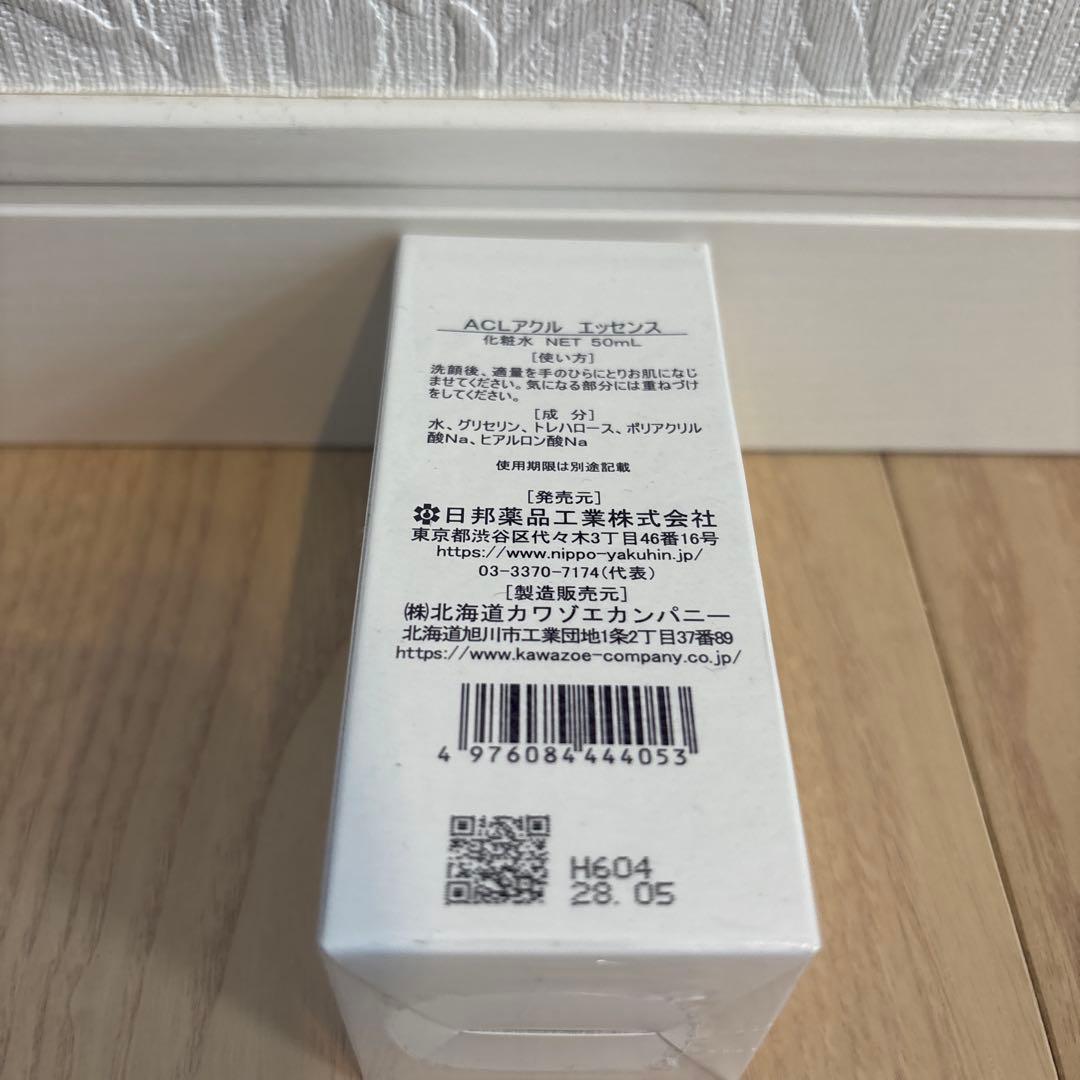 ACLアクル エッセンス
化粧水 NET 50mL
[使い方]
洗顔後、適量を手のひらにとりお肌になじ
ませてください。気になる部分には重ねづけ
をしてください。
[成 分]
水、グリセリン、トレハロース、ポリアクリル
酸Na、ヒアルロン酸Na
使用期限は別途記載
[発売元]
日邦薬品工業株式会社
東京都渋谷区代々木3丁目46番16号
https://www.nippo-yakuhin.jp/
03-3370-7174(代表)
[製造販売元]
㈱北海道カワゾエカンパニー
北海道旭川市工業団地1条2丁目37番89
https://www.kawazoe-company.co.jp/
4 976084 444053
H604
28.05